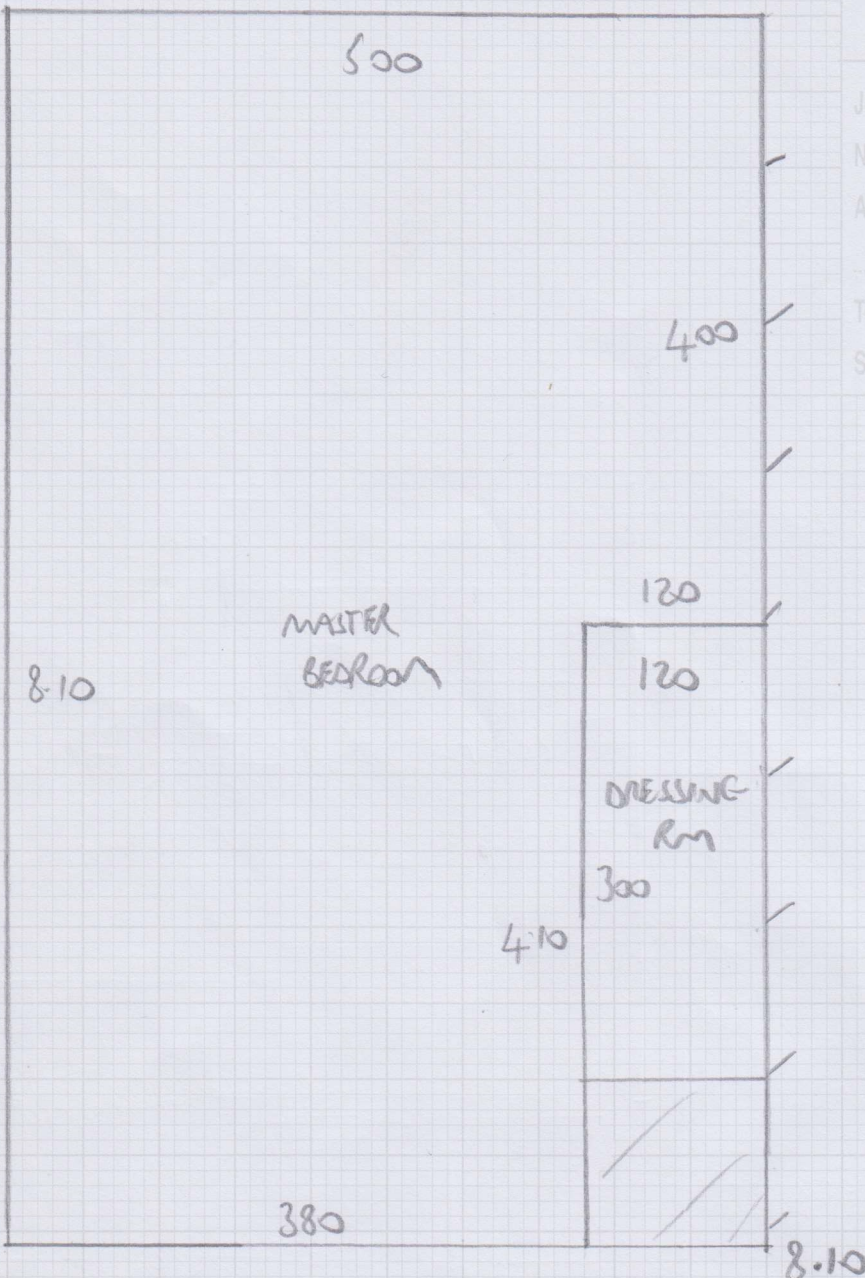 500
400
120
MASTER
BEDROOM
120
8.10
DRESSING
RM
300
4.10
380
8.10
J
N
A
T
S